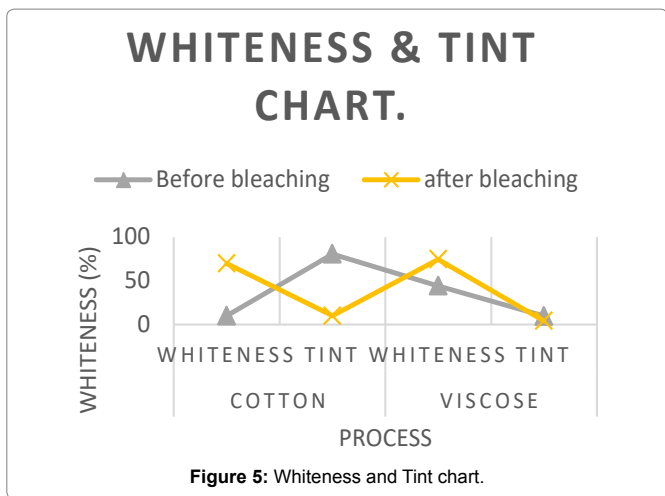 WHITENESS & TINT
CHART.
Before bleaching after bleaching
WHITENESS (%)
100
50
0
WHITENESS TINT WHITENESS TINT
COTTON VISCOSE
PROCESS
Figure 5: Whiteness and Tint chart.